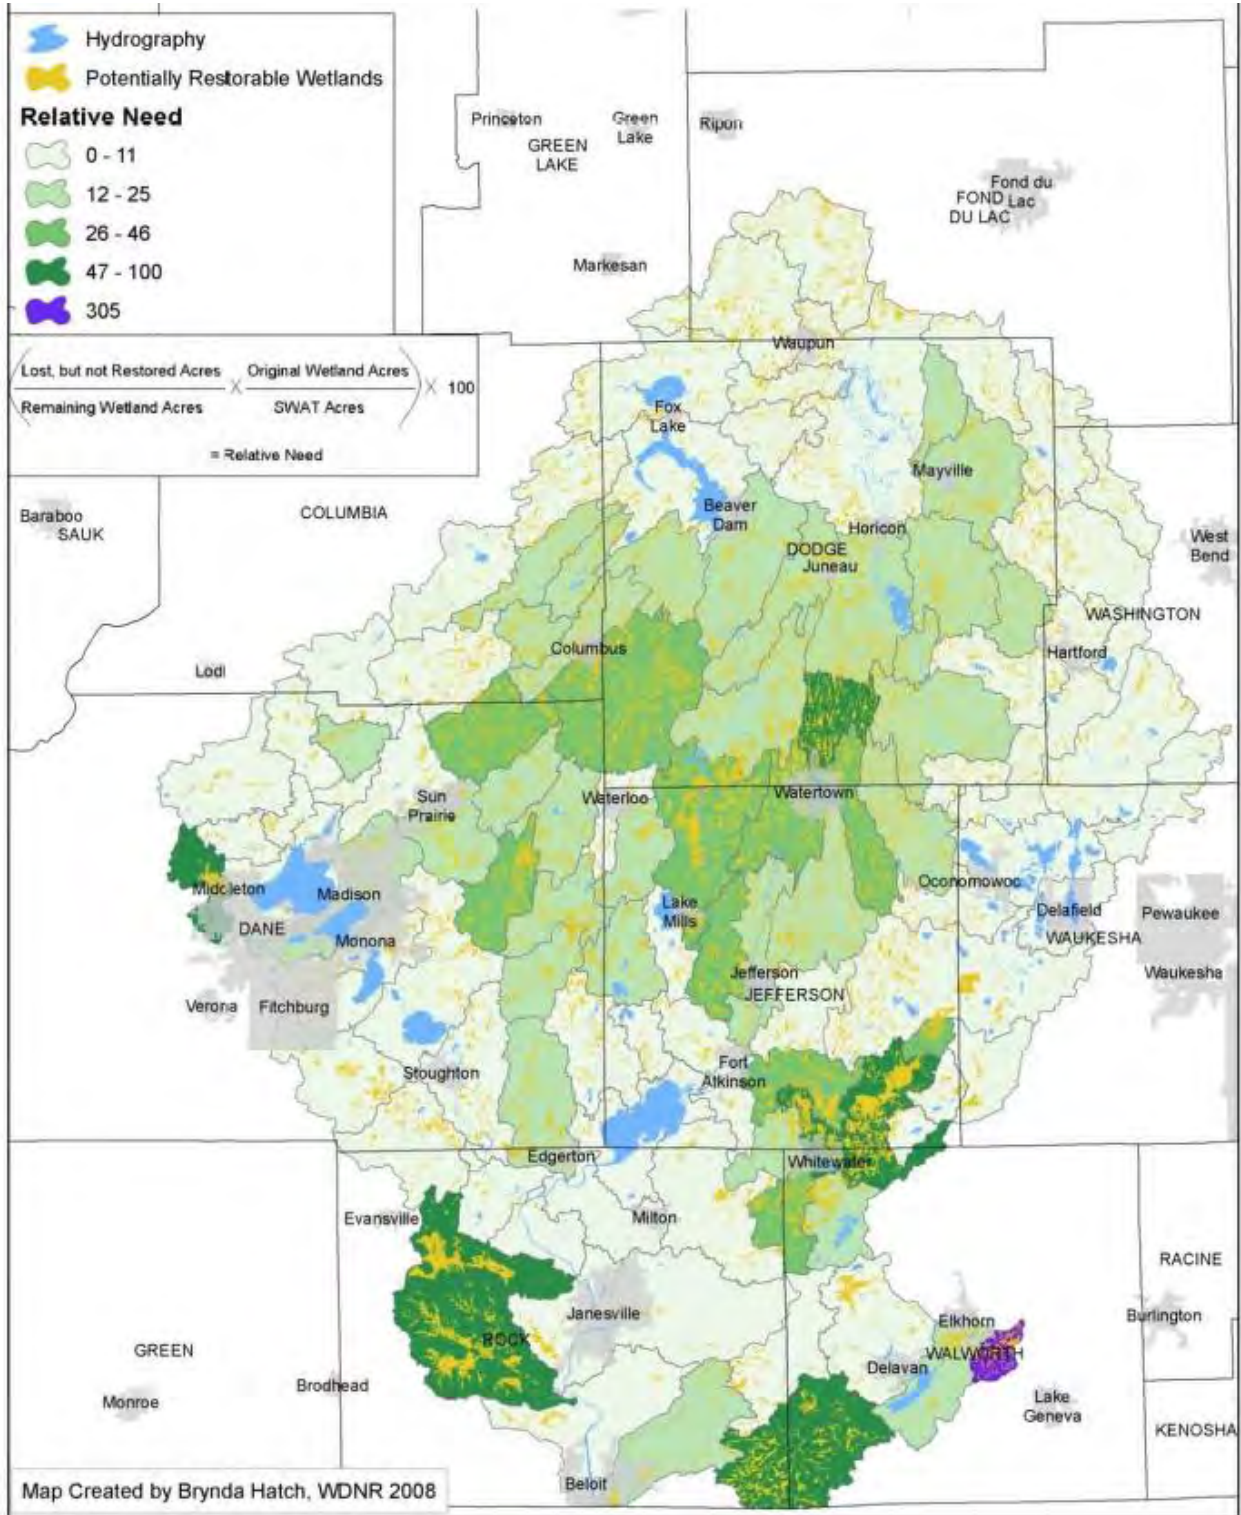 Hydrography
Potentially Restorable Wetlands
Relative Need
0 - 11
12 - 25
26 - 46
47 - 100
305
Lost, but not Restored Acres
Remaining Wetland Acres
X
Original Wetland Acres
SWAT Acres
X 100
= Relative Need
Princeton
Green
Lake
Ripon
GREEN
LAKE
Fond du
Lac
FOND
DU LAC
Markesan
Waupun
Fox
Lake
Mayville
Baraboo
SAUK
COLUMBIA
Beaver
Dam
Horicon
West
Bend
DODGE
Juneau
WASHINGTON
Columbus
Hartford
Lodi
Sun
Prairie
Waterloo
Watertown
Middleton
Madison
Oconomowoc
Lake
Mills
Delafield
Pewaukee
DANE
Monona
WAUKESHA
Jefferson
JEFFERSON
Waukesha
Verona
Fitchburg
Stoughton
Fort
Atkinson
Edgerton
Whitewater
Evansville
Milton
RACINE
Janesville
Elkhorn
Burlington
ROCK
GREEN
WALWORTH
Delavan
Brodhead
Monroe
Lake
Geneva
KENOSHA
Beloit
Map Created by Brynda Hatch, WDNR 2008